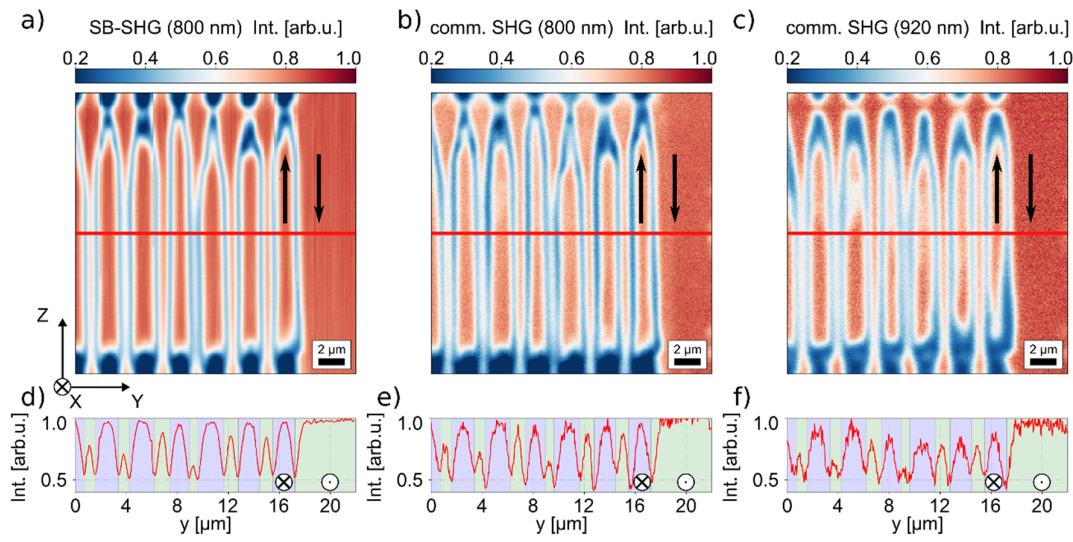 a) SB-SHG (800 nm) Int. [arb.u.]
0.2 0.4 0.6 0.8 1.0
b) comm. SHG (800 nm) Int. [arb.u.]
0.2 0.4 0.6 0.8 1.0
c) comm. SHG (920 nm) Int. [arb.u.]
0.2 0.4 0.6 0.8 1.0
2 μm
2 μm
2 μm
Z
X
Y
d)
Int. [arb.u.]
1.0
0.5
0 4 8 12 16 20
y [μm]
e)
Int. [arb.u.]
1.0
0.5
0 4 8 12 16 20
y [μm]
f)
Int. [arb.u.]
1.0
0.5
0 4 8 12 16 20
y [μm]